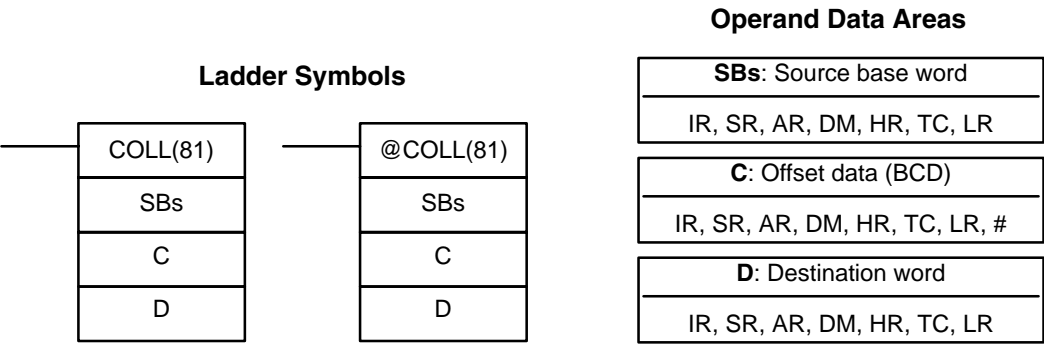 Ladder Symbols
COLL(81)
SBs
C
D
@COLL(81)
SBs
C
D
Operand Data Areas
SBs: Source base word
IR, SR, AR, DM, HR, TC, LR
C: Offset data (BCD)
IR, SR, AR, DM, HR, TC, LR, #
D: Destination word
IR, SR, AR, DM, HR, TC, LR